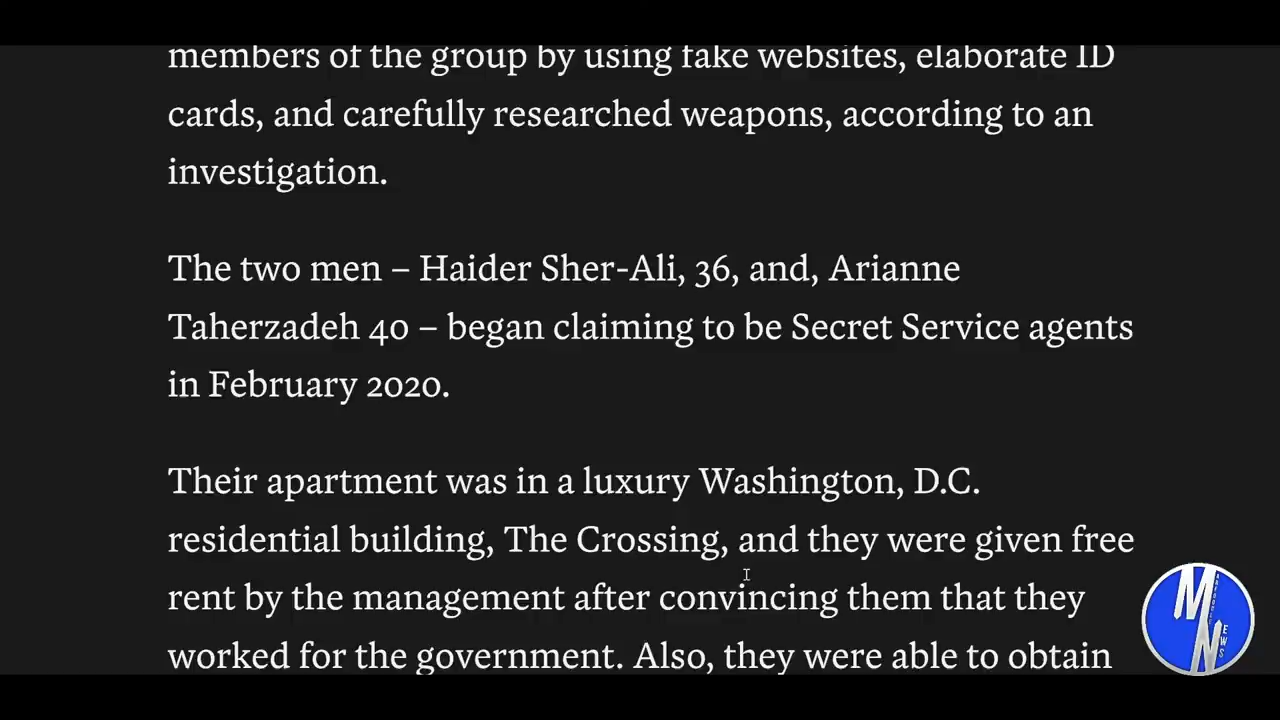 members of the group by using fake websites, elaborate ID
cards, and carefully researched weapons, according to an
investigation.
The two men – Haider Sher-Ali, 36, and, Arianne
Taherzadeh 40 – began claiming to be Secret Service agents
in February 2020.
Their apartment was in a luxury Washington, D.C.
residential building, The Crossing, and they were given free
rent by the management after convincing them that they
worked for the government. Also, they were able to obtain
MN
EWS